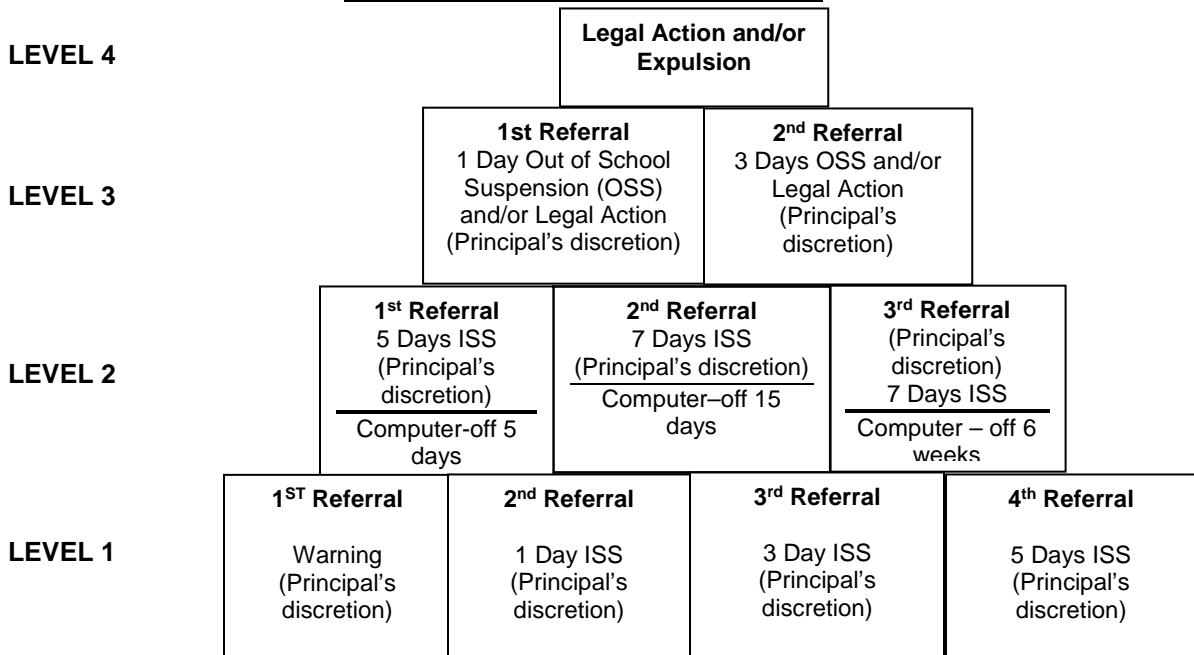 LEVEL 4
Legal Action and/or
Expulsion
LEVEL 3
1st Referral
1 Day Out of School
Suspension (OSS)
and/or Legal Action
(Principal’s discretion)
2nd Referral
3 Days OSS and/or
Legal Action
(Principal’s
discretion)
LEVEL 2
1st Referral
5 Days ISS
(Principal’s
discretion)
Computer-off 5
days
2nd Referral
7 Days ISS
(Principal’s discretion)
Computer–off 15
days
3rd Referral
(Principal’s
discretion)
7 Days ISS
Computer – off 6
weeks
LEVEL 1
1ST Referral
Warning
(Principal’s
discretion)
2nd Referral
1 Day ISS
(Principal’s
discretion)
3rd Referral
3 Day ISS
(Principal’s
discretion)
4th Referral
5 Days ISS
(Principal’s
discretion)